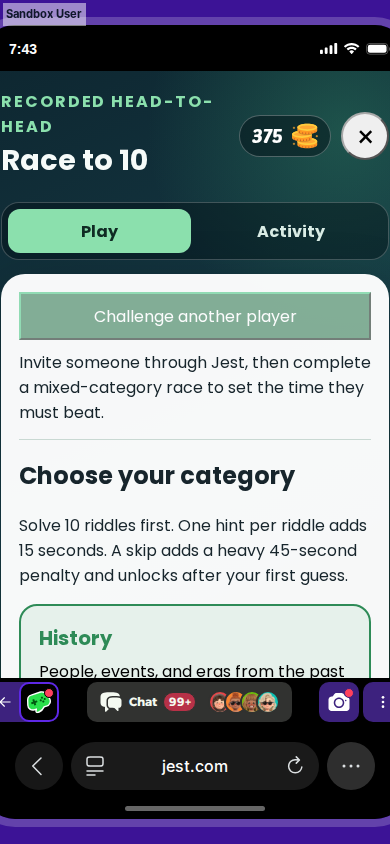 Sandbox User
7:43
RECORDED HEAD-TO-
HEAD
Race to 10
375
Play
Activity
Challenge another player
Invite someone through Jest, then complete
a mixed-category race to set the time they
must beat.
Choose your category
Solve 10 riddles first. One hint per riddle adds
15 seconds. A skip adds a heavy 45-second
penalty and unlocks after your first guess.
History
People, events, and eras from the past
Chat 99+
jest.com